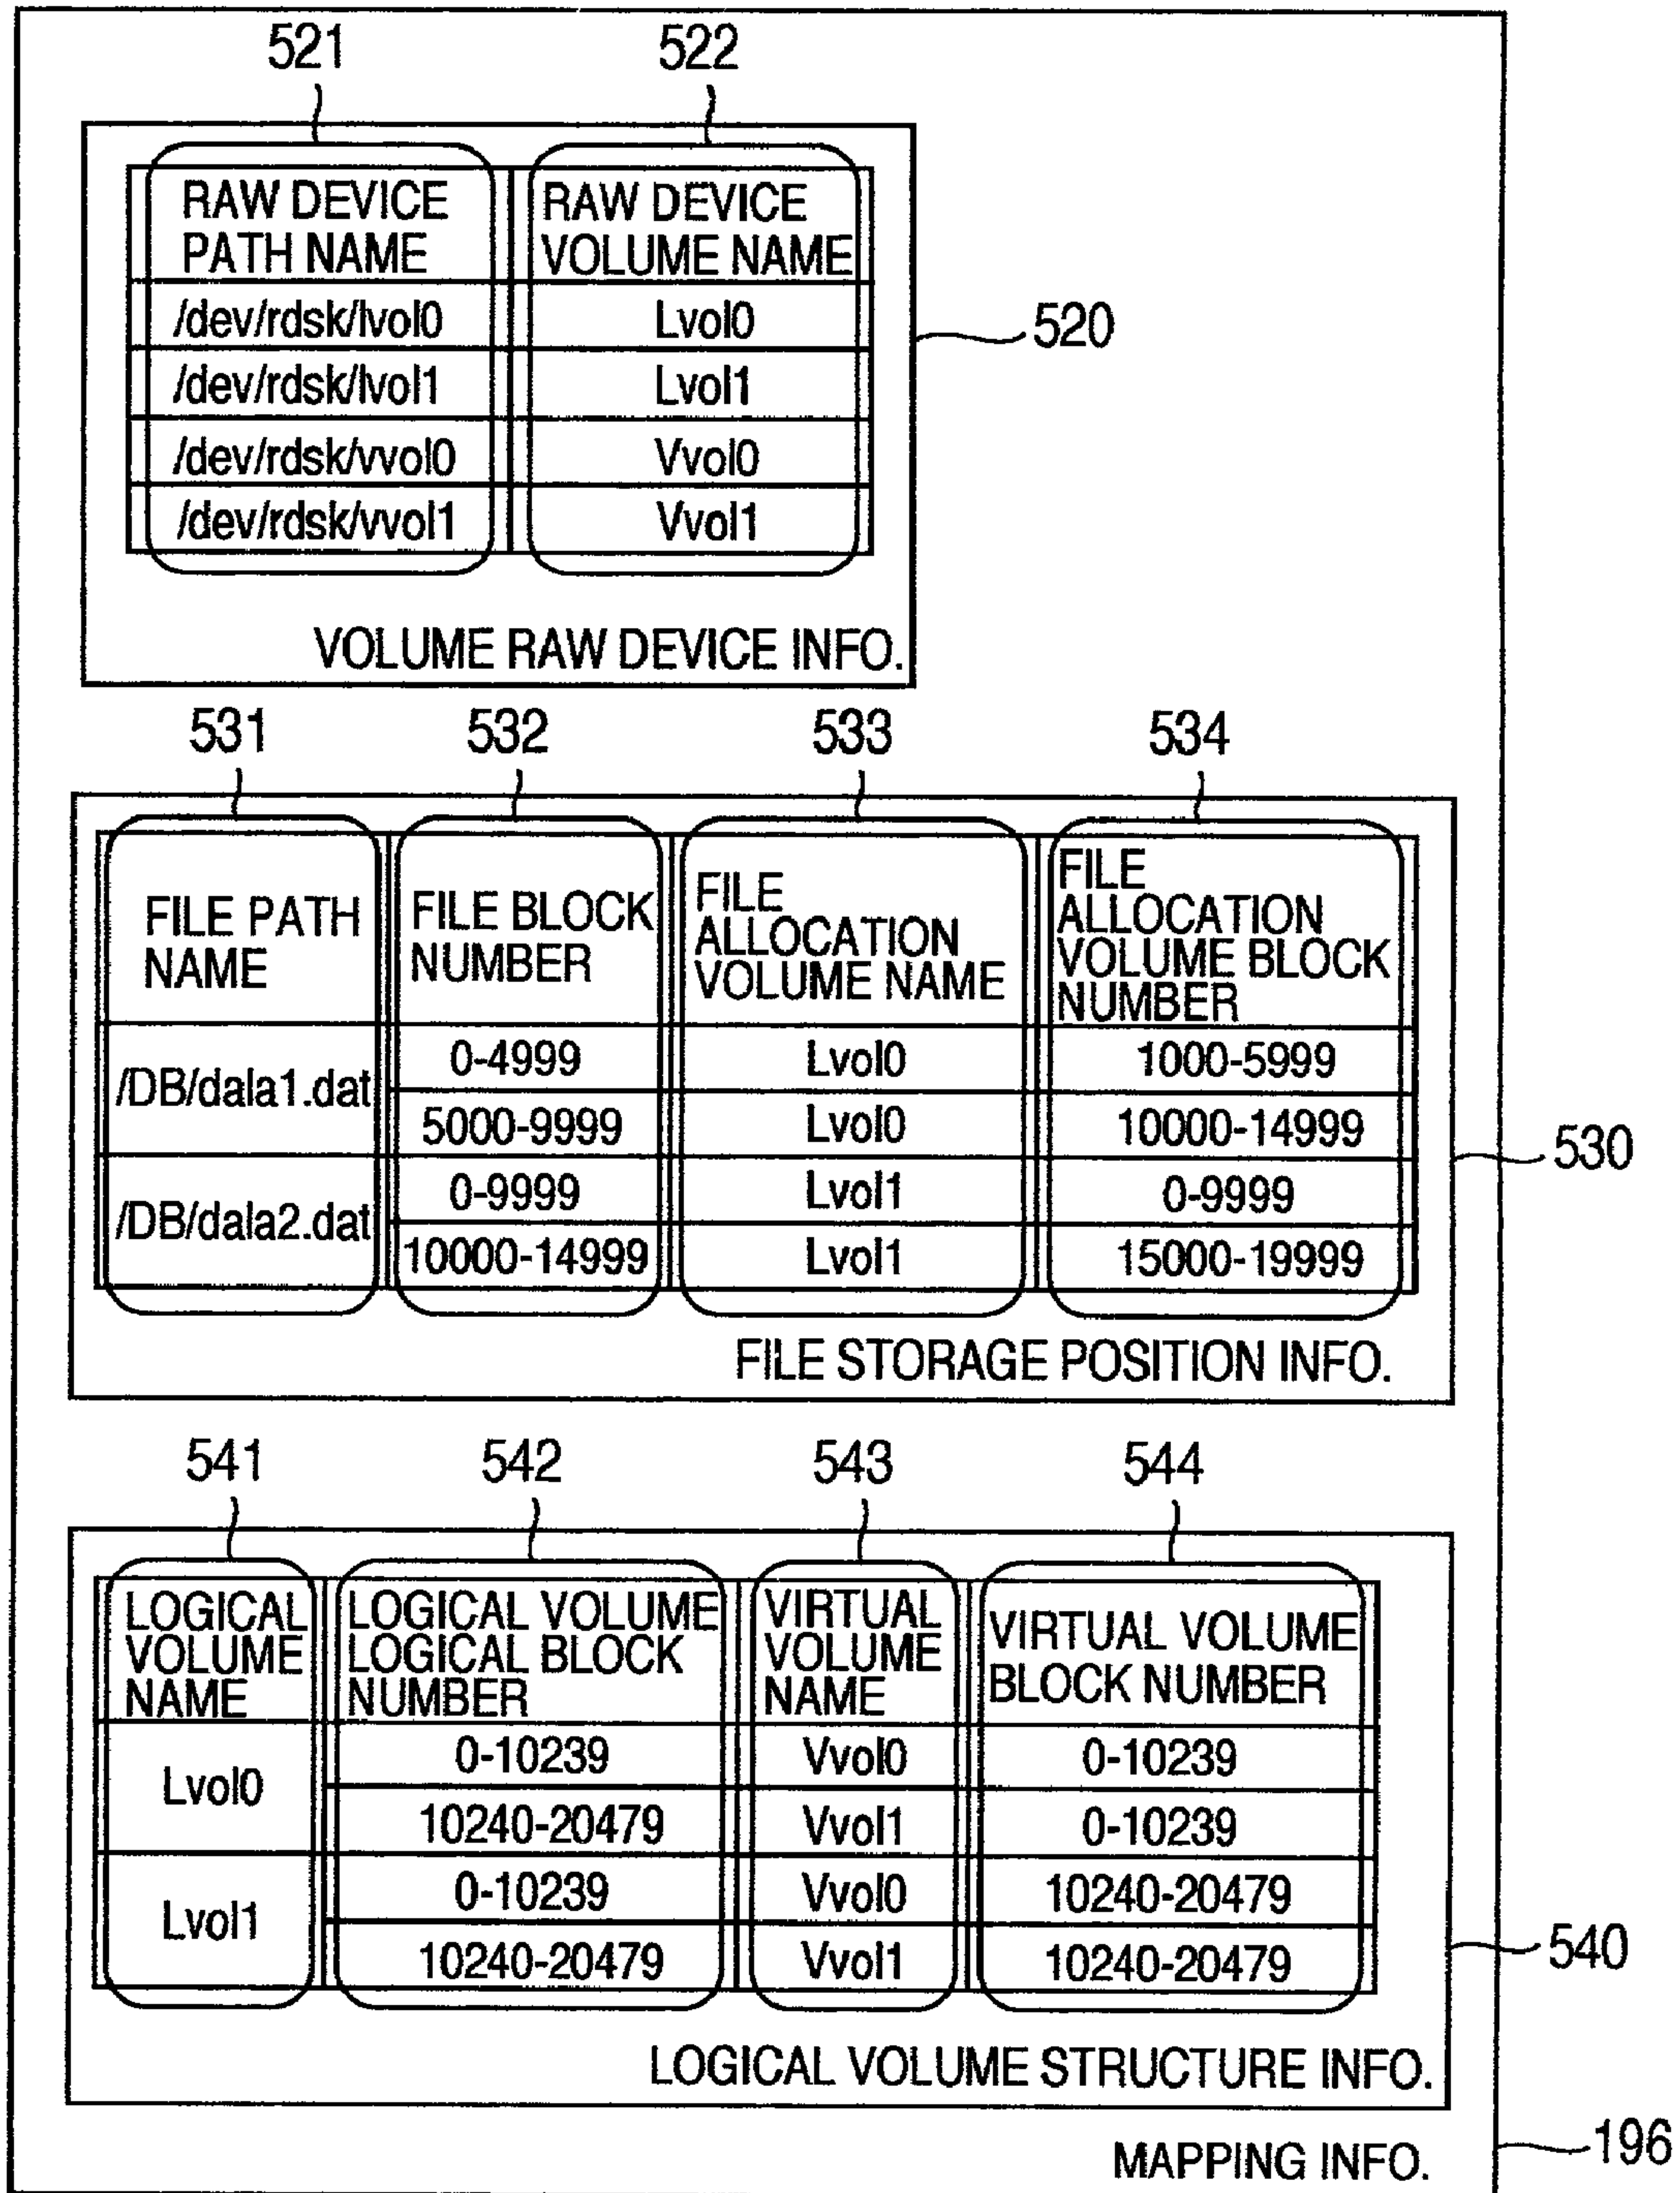 521 522
RAW DEVICE PATH NAME RAW DEVICE VOLUME NAME
/dev/rdsk/lvol0 Lvol0
/dev/rdsk/lvol1 Lvol1
/dev/rdsk/vvol0 Vvol0
/dev/rdsk/vvol1 Vvol1
520
VOLUME RAW DEVICE INFO.
531 532 533 534
FILE PATH NAME FILE BLOCK NUMBER FILE ALLOCATION VOLUME NAME FILE ALLOCATION VOLUME BLOCK NUMBER
/DB/dala1.dat 0-4999 Lvol0 1000-5999
5000-9999 Lvol0 10000-14999
530
/DB/dala2.dat 0-9999 Lvol1 0-9999
10000-14999 Lvol1 15000-19999
FILE STORAGE POSITION INFO.
541 542 543 544
LOGICAL VOLUME NAME LOGICAL VOLUME LOGICAL BLOCK NUMBER VIRTUAL VOLUME NAME VIRTUAL VOLUME BLOCK NUMBER
Lvol0 0-10239 Vvol0 0-10239
10240-20479 Vvol1 0-10239
Lvol1 0-10239 Vvol0 10240-20479
10240-20479 Vvol1 10240-20479
540
LOGICAL VOLUME STRUCTURE INFO.
MAPPING INFO.
196